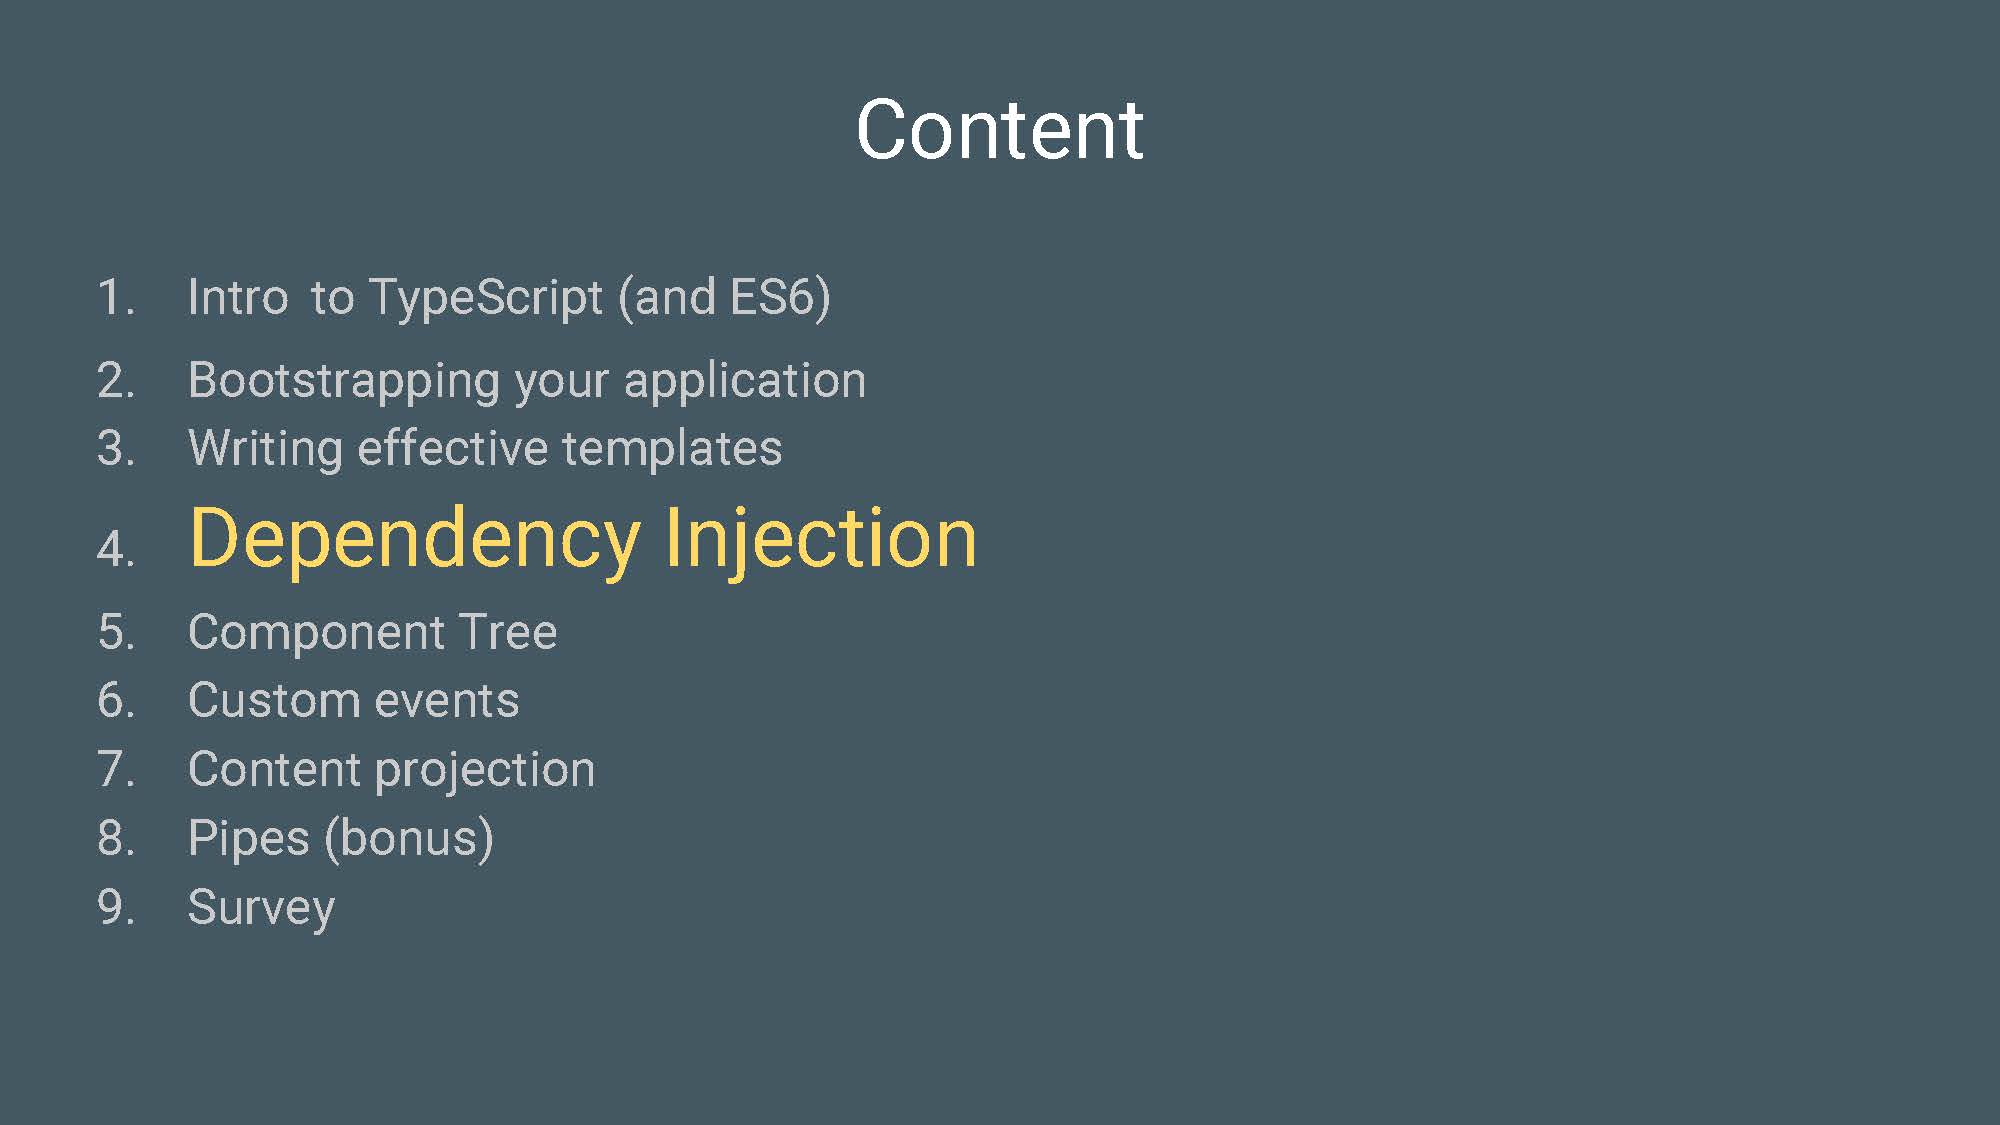 Content
1. Intro to TypeScript (and ES6)
2. Bootstrapping your application
3. Writing effective templates
4. Dependency Injection
5. Component Tree
6. Custom events
7. Content projection
8. Pipes (bonus)
9. Survey